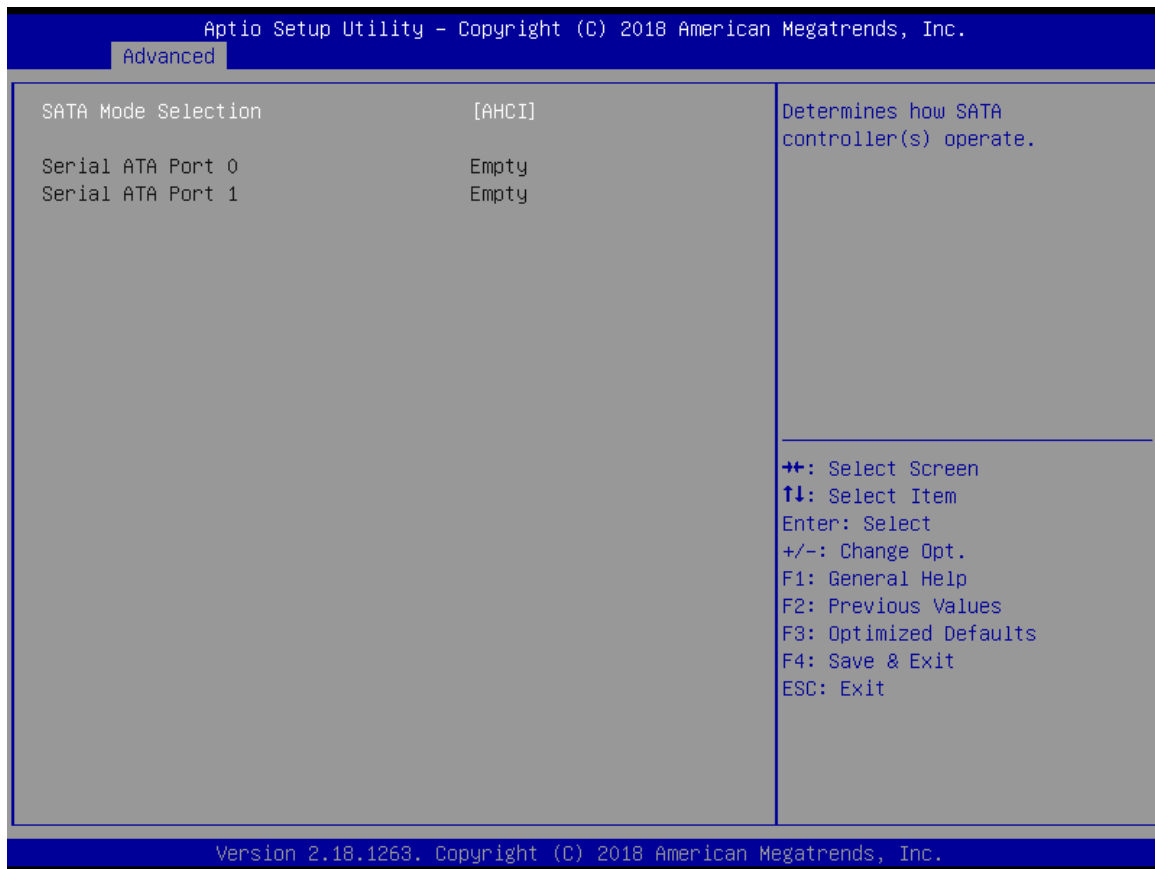 Aptio Setup Utility – Copyright (C) 2018 American Megatrends, Inc.
Advanced
SATA Mode Selection [AHCI]
Serial ATA Port 0 Empty
Serial ATA Port 1 Empty
Determines how SATA
controller(s) operate.
→←: Select Screen
↑↓: Select Item
Enter: Select
+/-: Change Opt.
F1: General Help
F2: Previous Values
F3: Optimized Defaults
F4: Save & Exit
ESC: Exit
Version 2.18.1263. Copyright (C) 2018 American Megatrends, Inc.